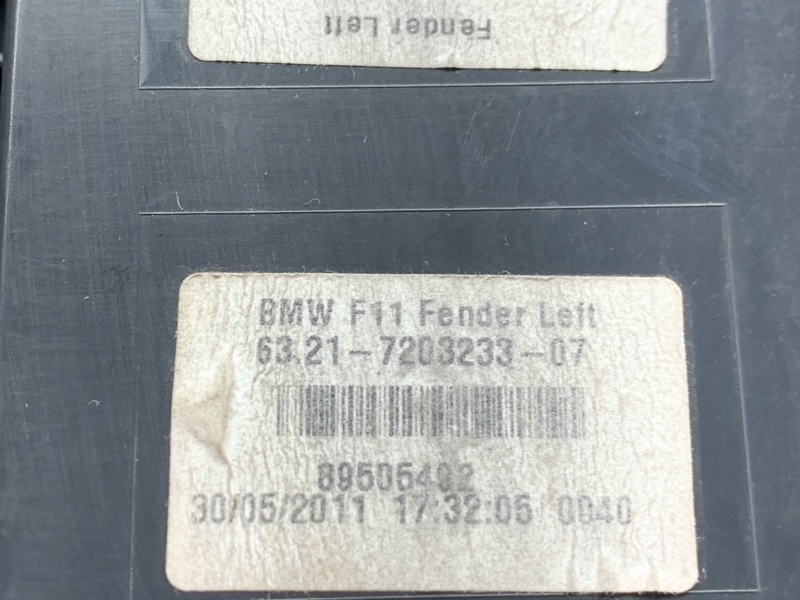 Fender Left
BMW F11 Fender Left
63.21-7203233-07
89505402
30/05/2011 17:32:05 0040